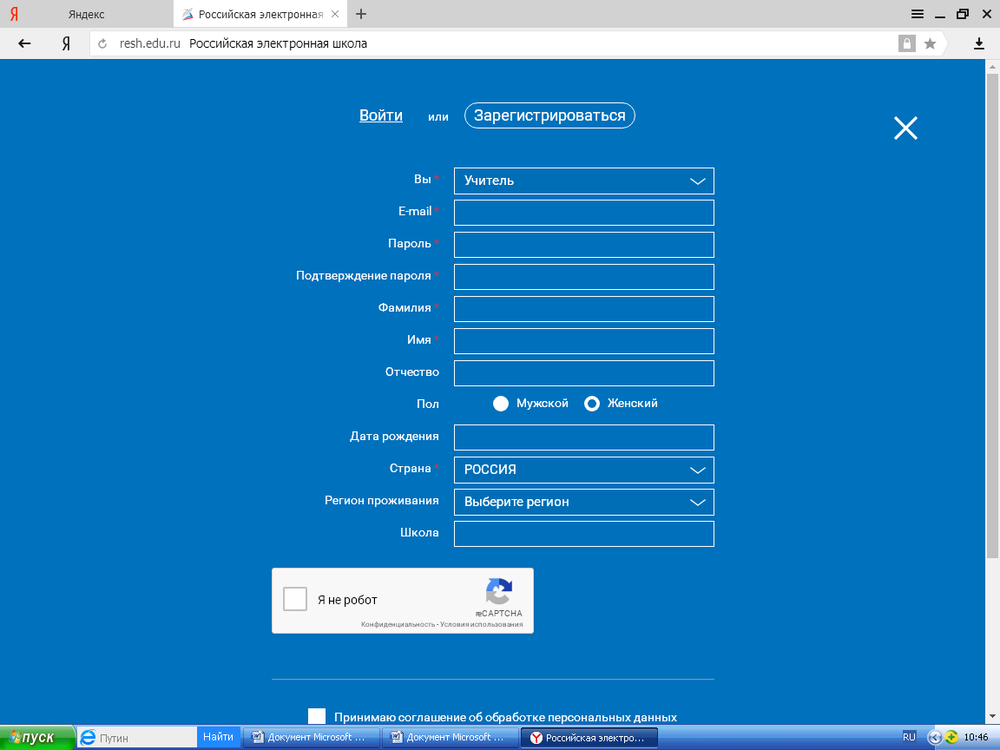 Я Яндекс Российская электронная
Я resh.edu.ru Российская электронная школа
Войти или Зарегистрироваться
Вы * Учитель
E-mail *
Пароль *
Подтверждение пароля *
Фамилия *
Имя *
Отчество
Пол Мужской Женский
Дата рождения
Страна * РОССИЯ
Регион проживания Выберите регион
Школа
Я не робот
reCAPTCHA
Конфиденциальность - Условия использования
Принимаю соглашение об обработке персональных данных
пуск Путин Найти Документ Microsoft ... Документ Microsoft ... Российская электро... RU 10:46